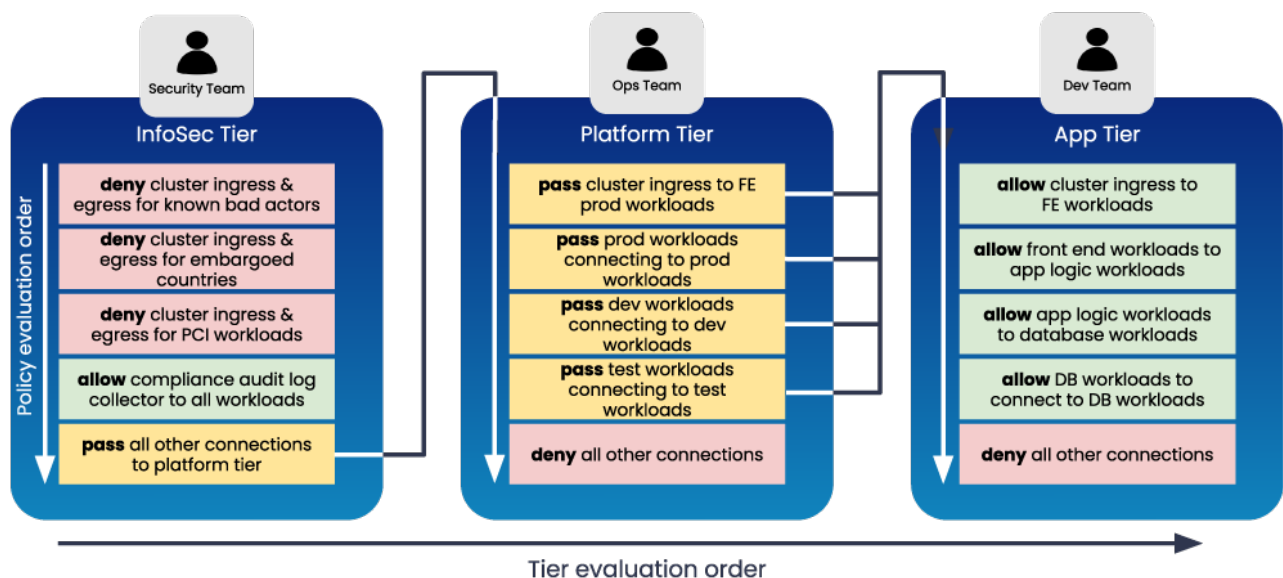 Security Team
InfoSec Tier
Policy evaluation order
deny cluster ingress &
egress for known bad actors
deny cluster ingress &
egress for embargoed
countries
deny cluster ingress &
egress for PCI workloads
allow compliance audit log
collector to all workloads
pass all other connections
to platform tier
Ops Team
Platform Tier
pass cluster ingress to FE
prod workloads
pass prod workloads
connecting to prod
workloads
pass dev workloads
connecting to dev
workloads
pass test workloads
connecting to test
workloads
deny all other connections
Dev Team
App Tier
allow cluster ingress to
FE workloads
allow front end workloads to
app logic workloads
allow app logic workloads
to database workloads
allow DB workloads to
connect to DB workloads
deny all other connections
Tier evaluation order